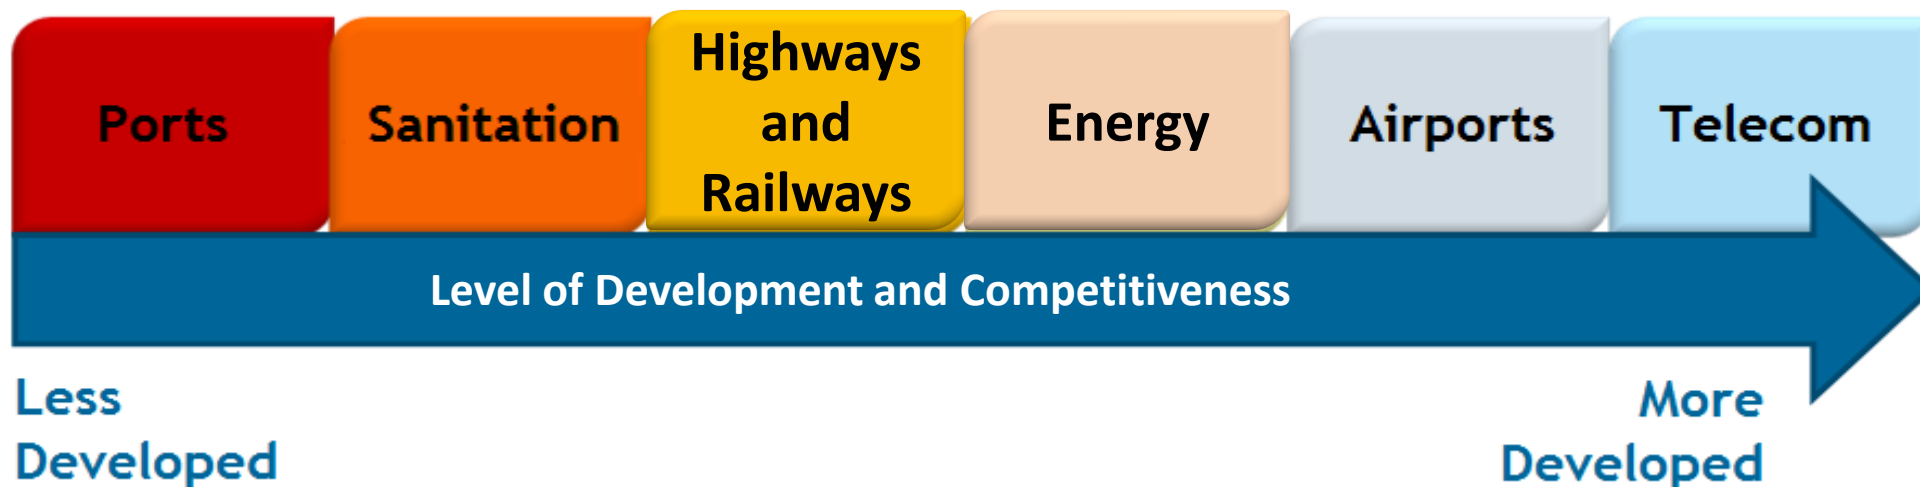 Ports
Sanitation
Highways
and
Railways
Energy
Airports
Telecom
Level of Development and Competitiveness
Less
Developed
More
Developed